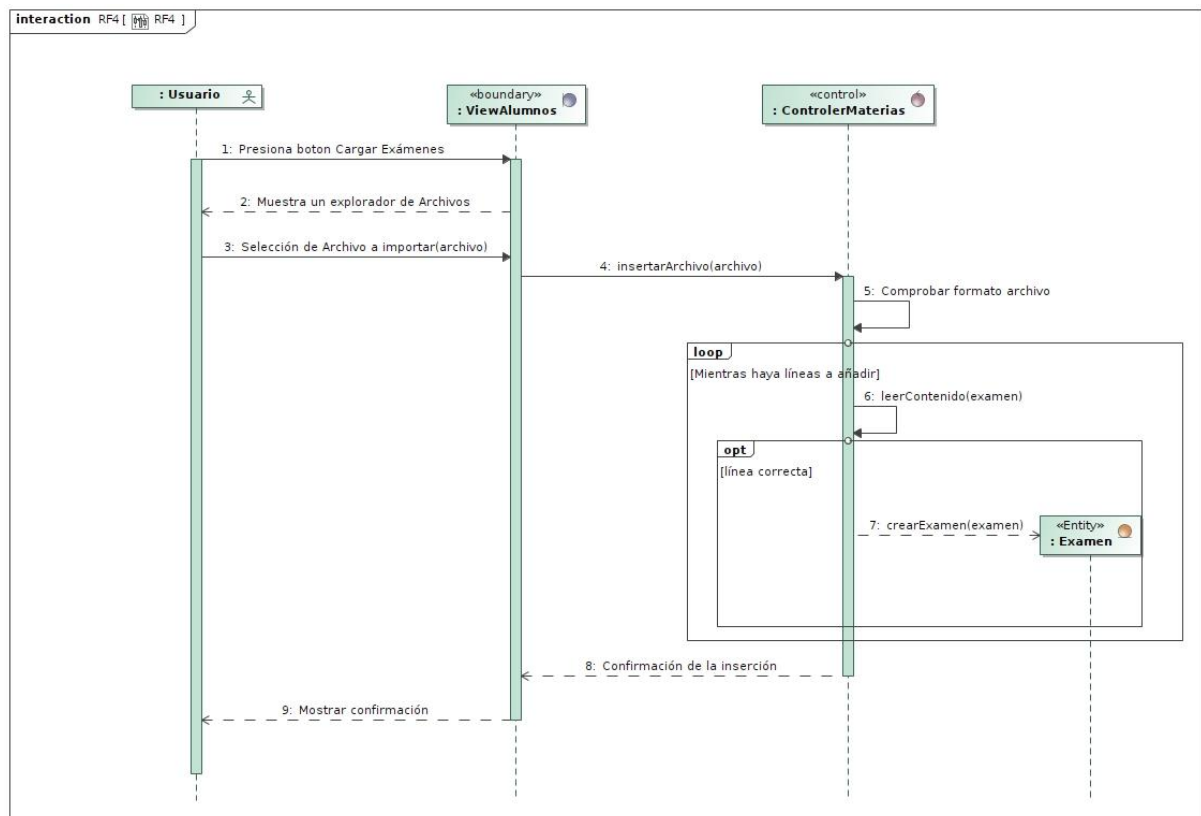 interaction RF4 [ RF4 ]
: Usuario
«boundary»
: ViewAlumnos
«control»
: ControlerMaterias
1: Presiona boton Cargar Exámenes
2: Muestra un explorador de Archivos
3: Selección de Archivo a importar(archivo)
4: insertarArchivo(archivo)
5: Comprobar formato archivo
loop
[Mientras haya líneas a añadir]
6: leerContenido(examen)
opt
[línea correcta]
7: crearExamen(examen)
«Entity»
: Examen
8: Confirmación de la inserción
9: Mostrar confirmación